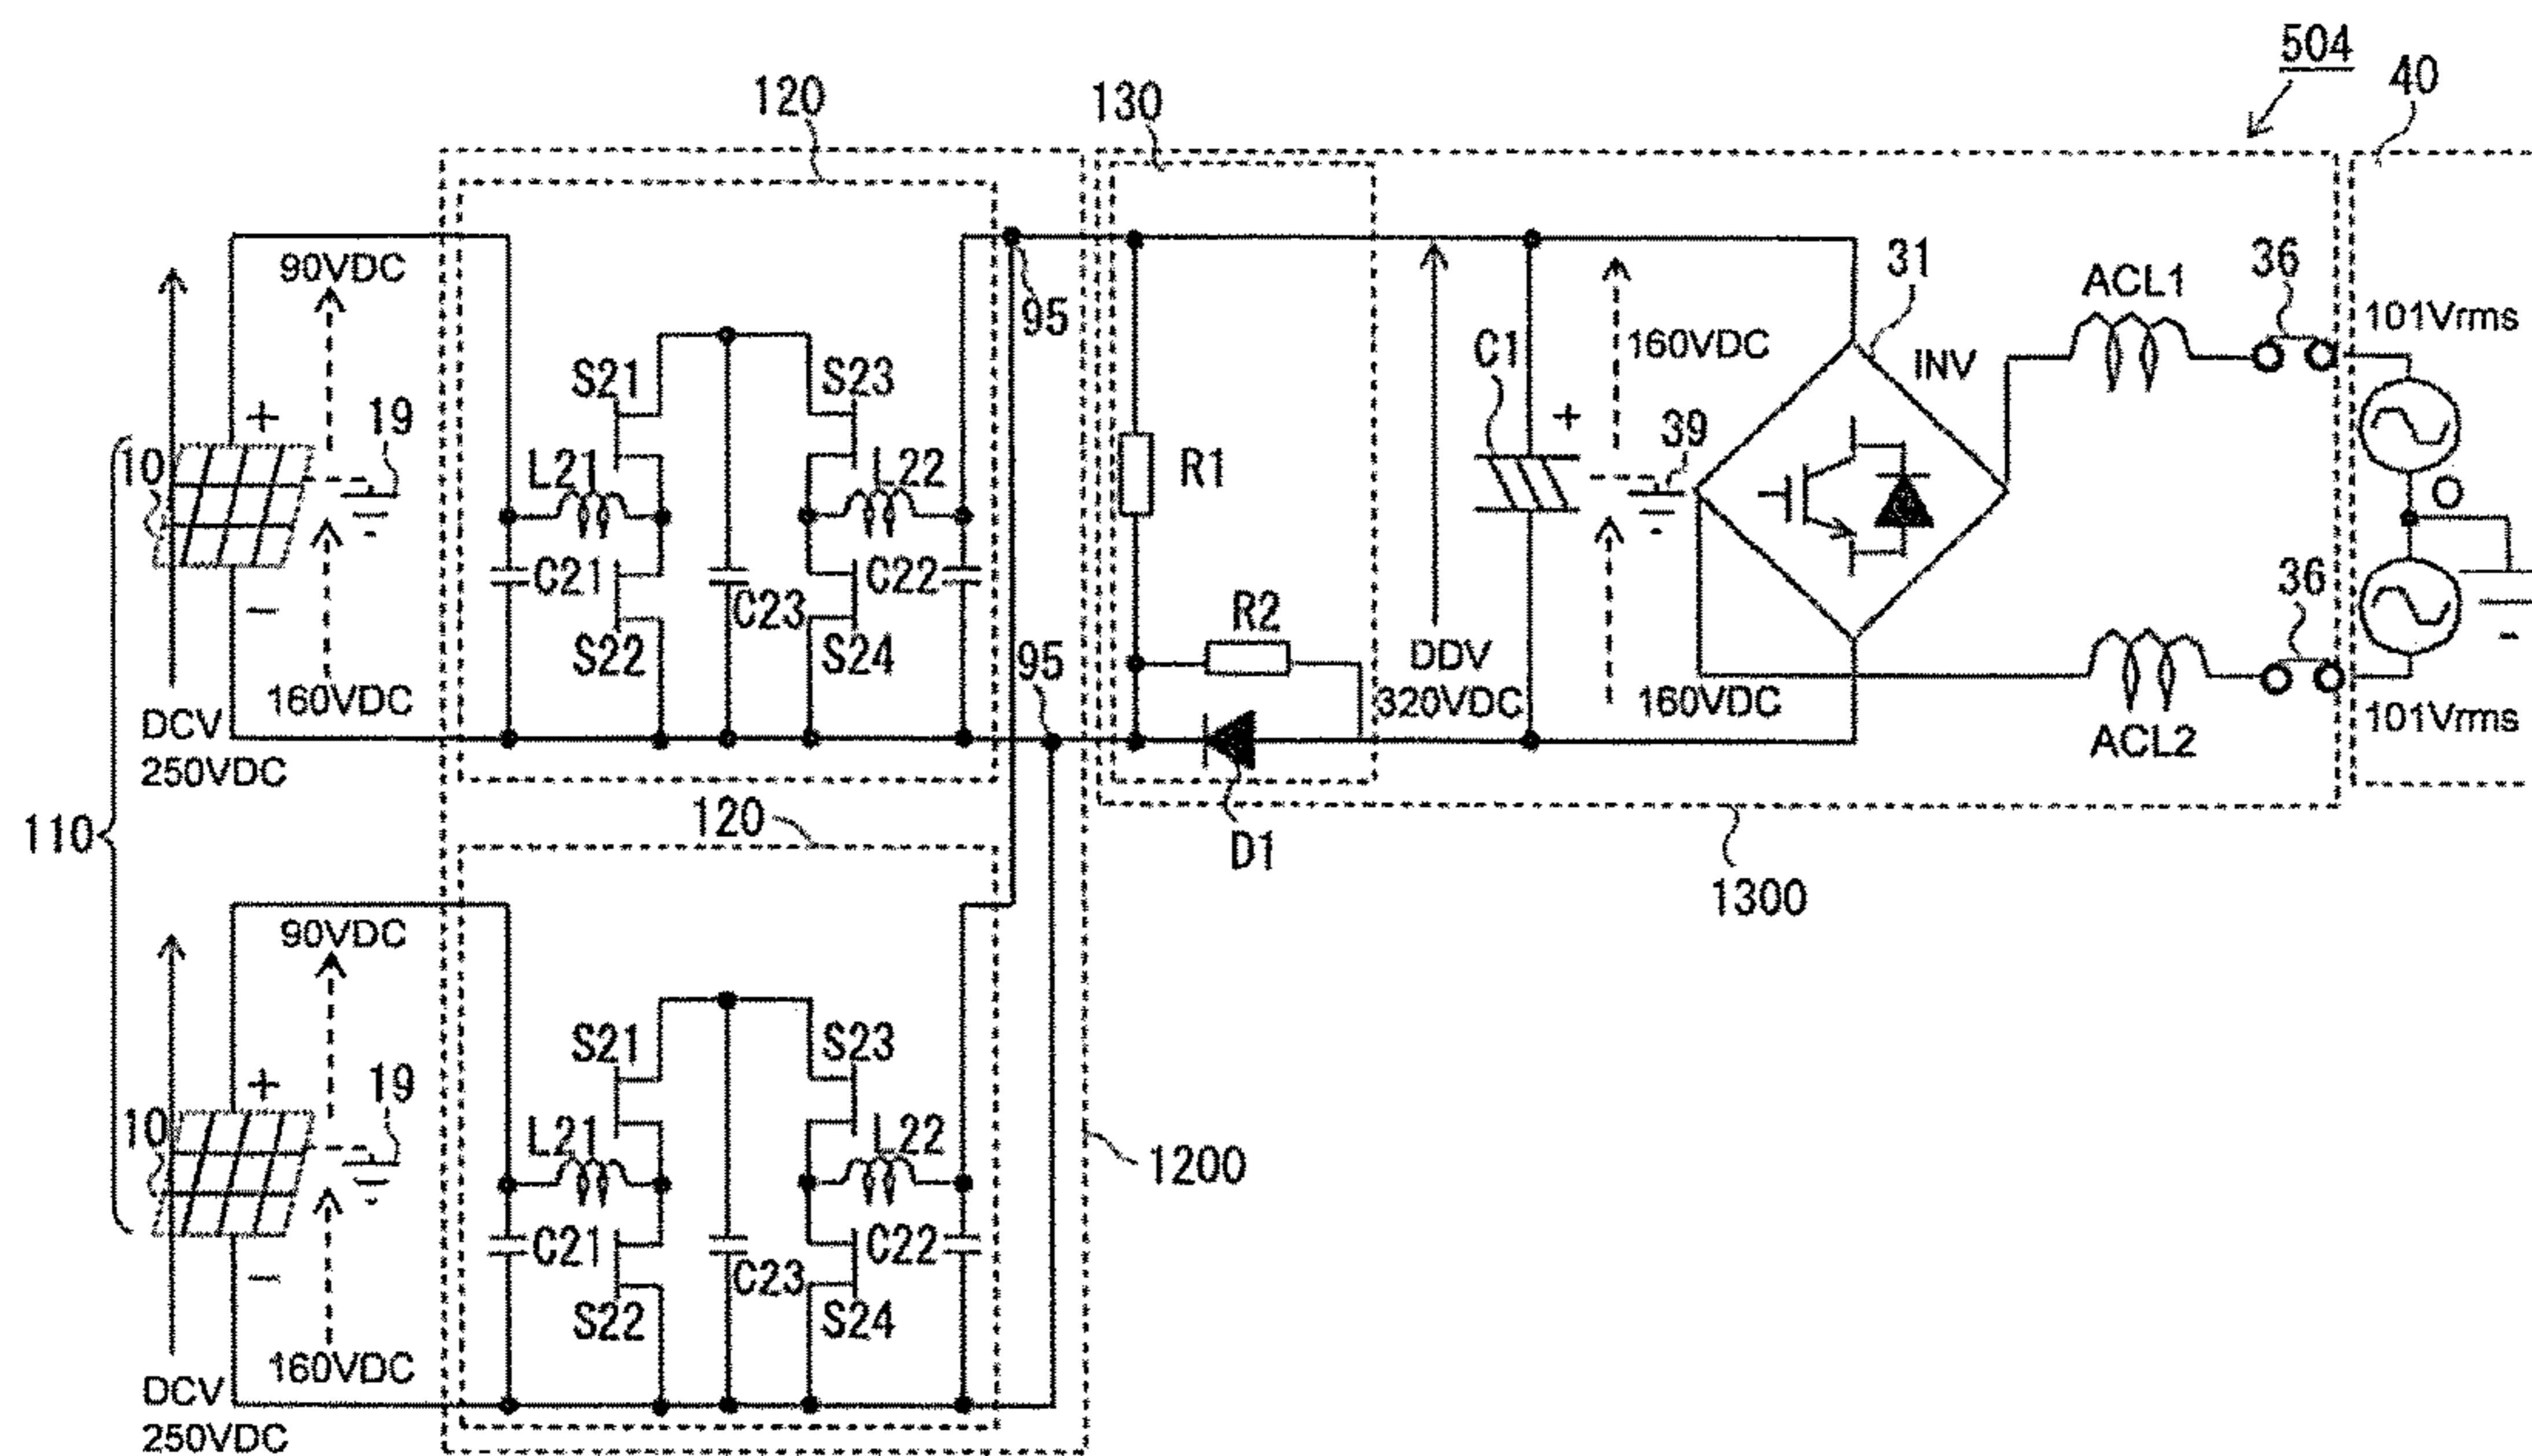 504
40
120
130
90VDC
95
31
ACL1
36
101Vrms
160VDC
C1
INV
S21
S23
+
19
+
39
10
L21
L22
R1
C21
C23
C22
R2
36
S22
S24
95
DDV
320VDC
160VDC
160VDC
ACL2
101Vrms
DCV
250VDC
110
120
D1
1300
90VDC
S21
S23
+
19
10
L21
L22
1200
C21
C23
C22
S22
S24
160VDC
DCV
250VDC